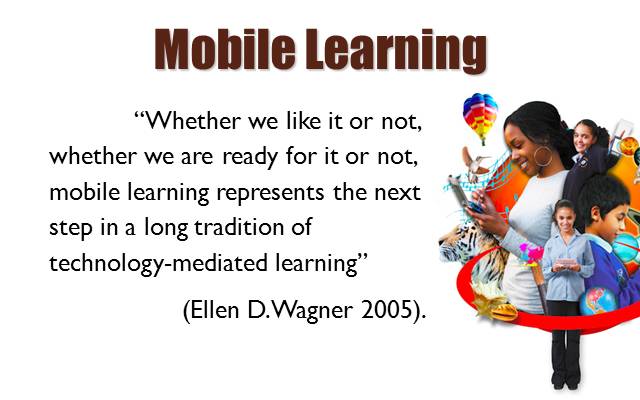 Mobile Learning
“Whether we like it or not,
whether we are ready for it or not,
mobile learning represents the next
step in a long tradition of
technology-mediated learning”
(Ellen D. Wagner 2005).